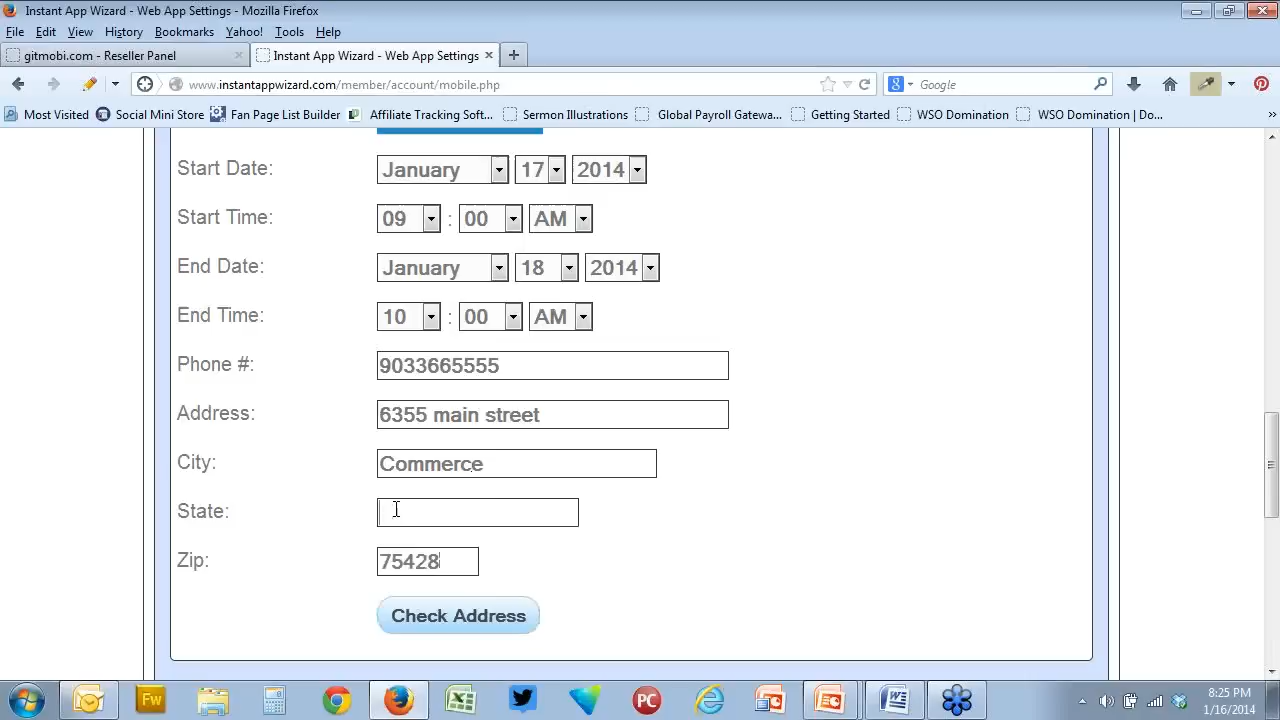 Instant App Wizard - Web App Settings - Mozilla Firefox
File Edit View History Bookmarks Yahoo! Tools Help
gitmobi.com - Reseller Panel Instant App Wizard - Web App Settings
www.instantappwizard.com/member/account/mobile.php Google
Most Visited Social Mini Store Fan Page List Builder Affiliate Tracking Soft... Sermon Illustrations Global Payroll Gatewa... Getting Started WSO Domination WSO Domination | Do... »
Start Date: January 17 2014
Start Time: 09 : 00 AM
End Date: January 18 2014
End Time: 10 : 00 AM
Phone #: 9033665555
Address: 6355 main street
City: Commerce
State:
Zip: 75428
Check Address
Fw PC
8:25 PM
1/16/2014